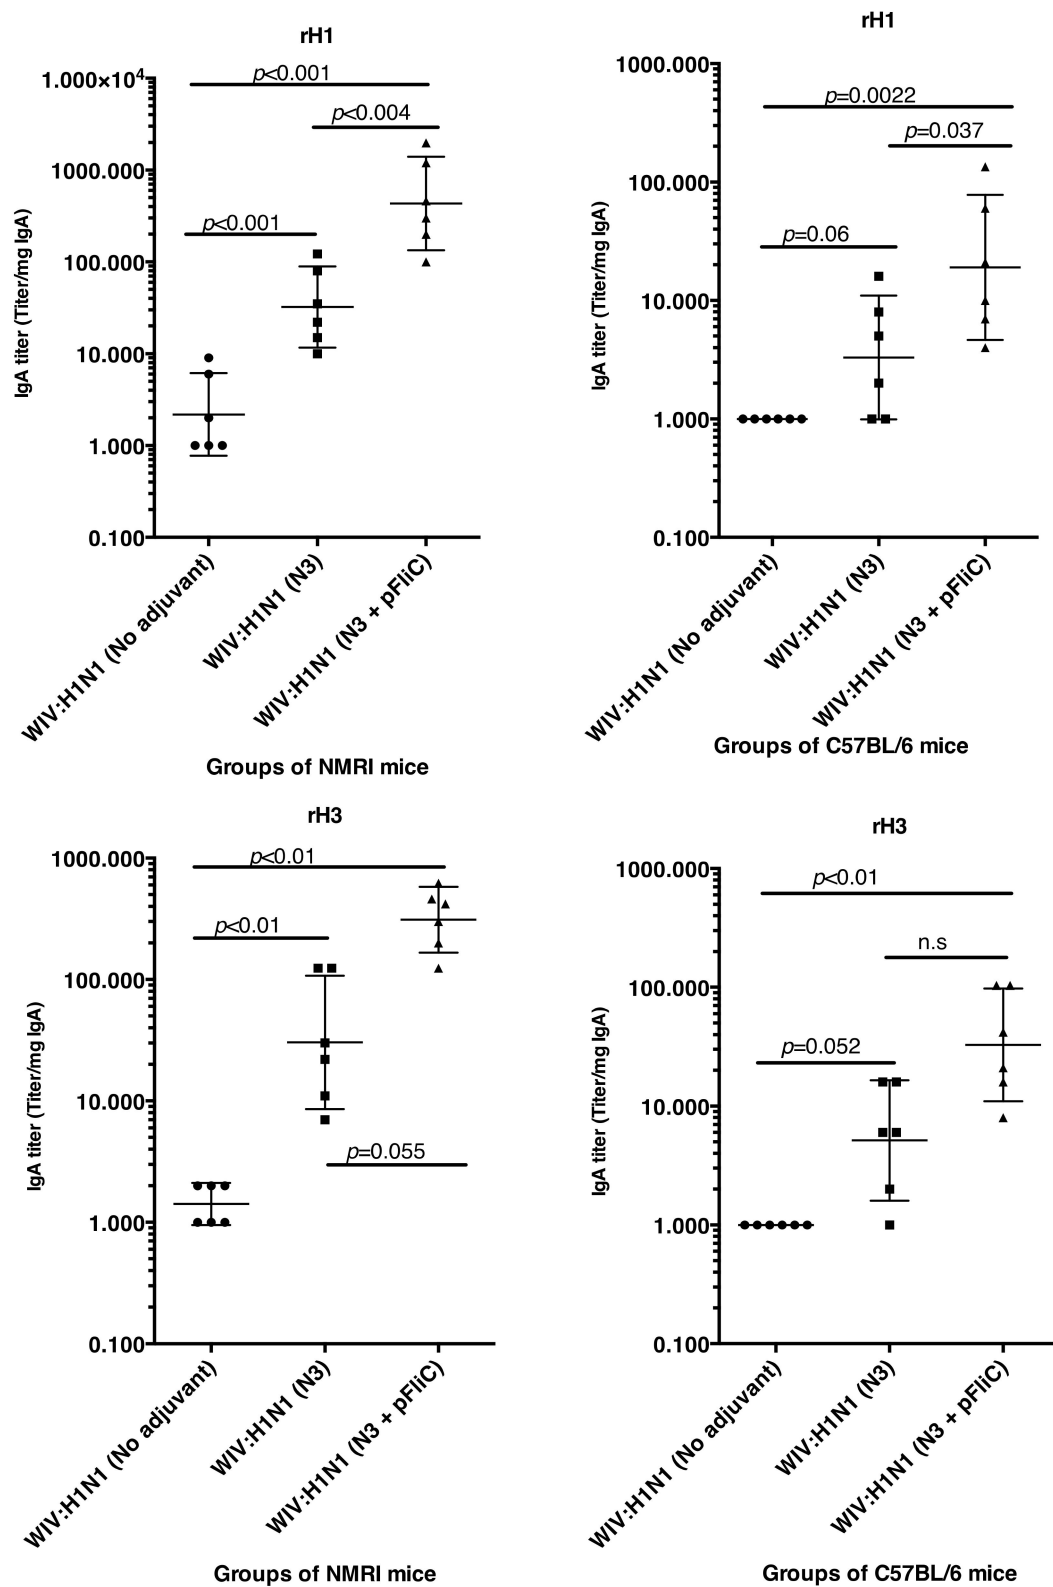 rH1
1.000×10⁴
1000.000
100.000
10.000
1.000
0.100
IgA titer (Titer/mg IgA)
p<0.001
p<0.004
p<0.001
WIV:H1N1 (No adjuvant)
WIV:H1N1 (N3)
WIV:H1N1 (N3 + pFliC)
Groups of NMRI mice
rH1
1000.000
100.000
10.000
1.000
0.100
IgA titer (Titer/mg IgA)
p=0.0022
p=0.037
p=0.06
WIV:H1N1 (No adjuvant)
WIV:H1N1 (N3)
WIV:H1N1 (N3 + pFliC)
Groups of C57BL/6 mice
rH3
1000.000
100.000
10.000
1.000
0.100
IgA titer (Titer/mg IgA)
p<0.01
p<0.01
p=0.055
WIV:H1N1 (No adjuvant)
WIV:H1N1 (N3)
WIV:H1N1 (N3 + pFliC)
Groups of NMRI mice
rH3
1000.000
100.000
10.000
1.000
0.100
IgA titer (Titer/mg IgA)
p<0.01
n.s
p=0.052
WIV:H1N1 (No adjuvant)
WIV:H1N1 (N3)
WIV:H1N1 (N3 + pFliC)
Groups of C57BL/6 mice